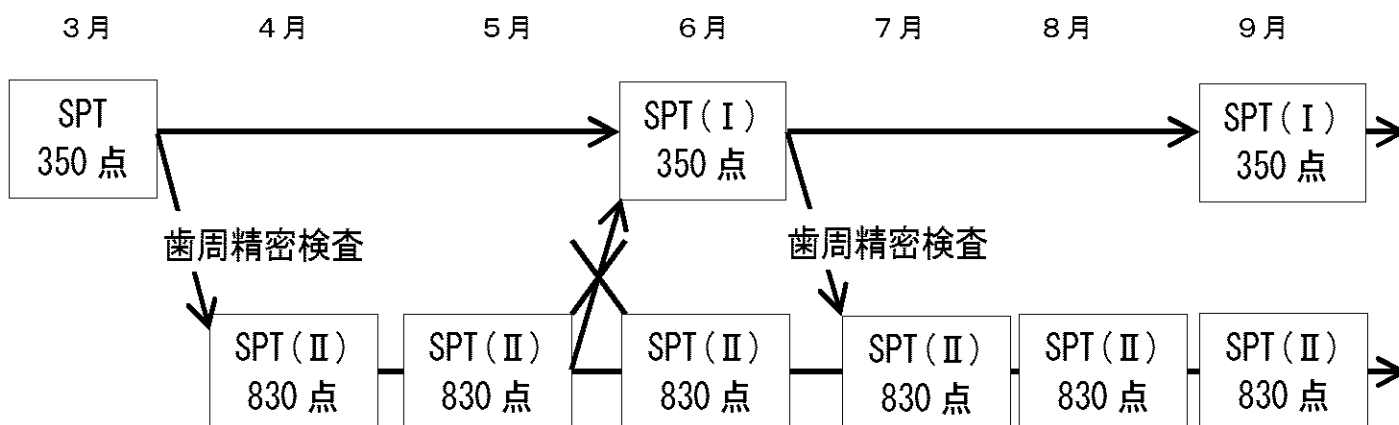 ３月 ４月 ５月 ６月 ７月 ８月 ９月
SPT
350 点
SPT(Ⅰ)
350 点
SPT(Ⅰ)
350 点
歯周精密検査
歯周精密検査
SPT(Ⅱ)
830 点
SPT(Ⅱ)
830 点
SPT(Ⅱ)
830 点
SPT(Ⅱ)
830 点
SPT(Ⅱ)
830 点
SPT(Ⅱ)
830 点